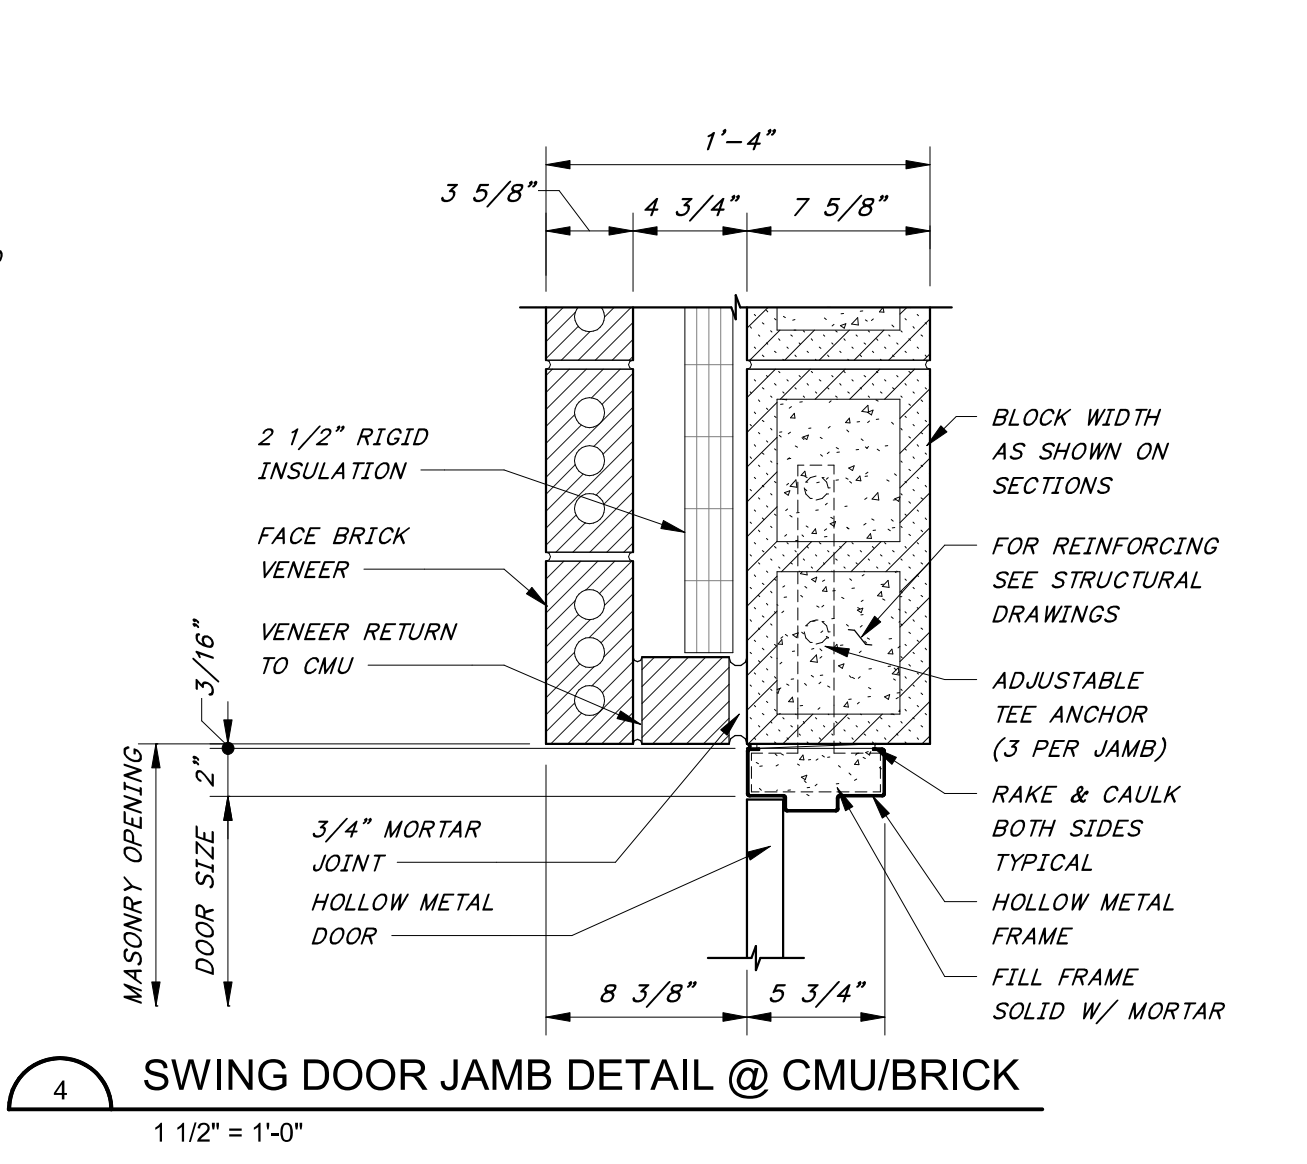 1'-4"
3 5/8"
4 3/4"
7 5/8"
2 1/2" RIGID
INSULATION
FACE BRICK
VENEER
VENEER RETURN
TO CMU
3/16"
2"
MASONRY OPENING
DOOR SIZE
3/4" MORTAR
JOINT
HOLLOW METAL
DOOR
BLOCK WIDTH
AS SHOWN ON
SECTIONS
FOR REINFORCING
SEE STRUCTURAL
DRAWINGS
ADJUSTABLE
TEE ANCHOR
(3 PER JAMB)
RAKE & CAULK
BOTH SIDES
TYPICAL
HOLLOW METAL
FRAME
FILL FRAME
SOLID W/ MORTAR
8 3/8"
5 3/4"
4
SWING DOOR JAMB DETAIL @ CMU/BRICK
1 1/2" = 1'-0"